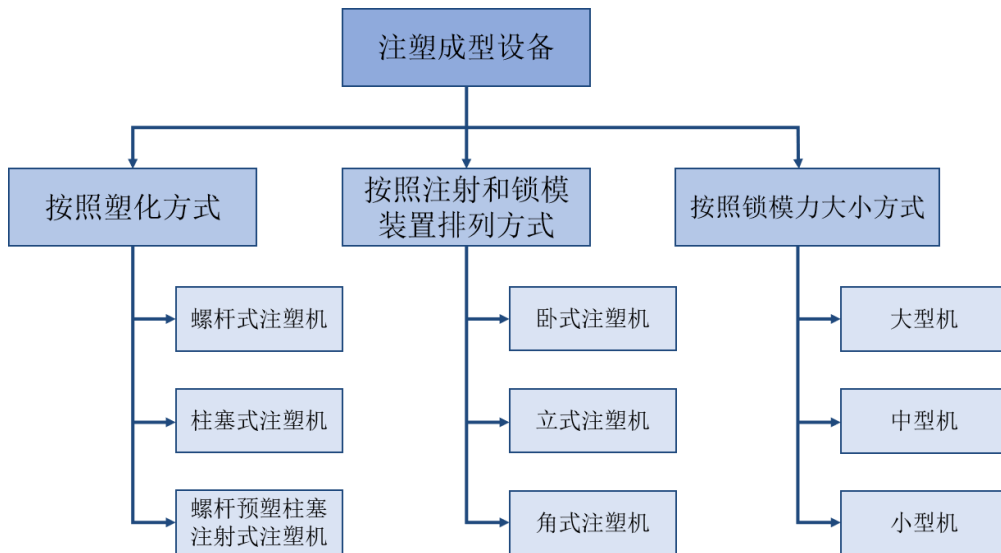 注塑成型设备
按照塑化方式
按照注射和锁模
装置排列方式
按照锁模力大小方式
螺杆式注塑机
卧式注塑机
大型机
柱塞式注塑机
立式注塑机
中型机
螺杆预塑柱塞
注射式注塑机
角式注塑机
小型机